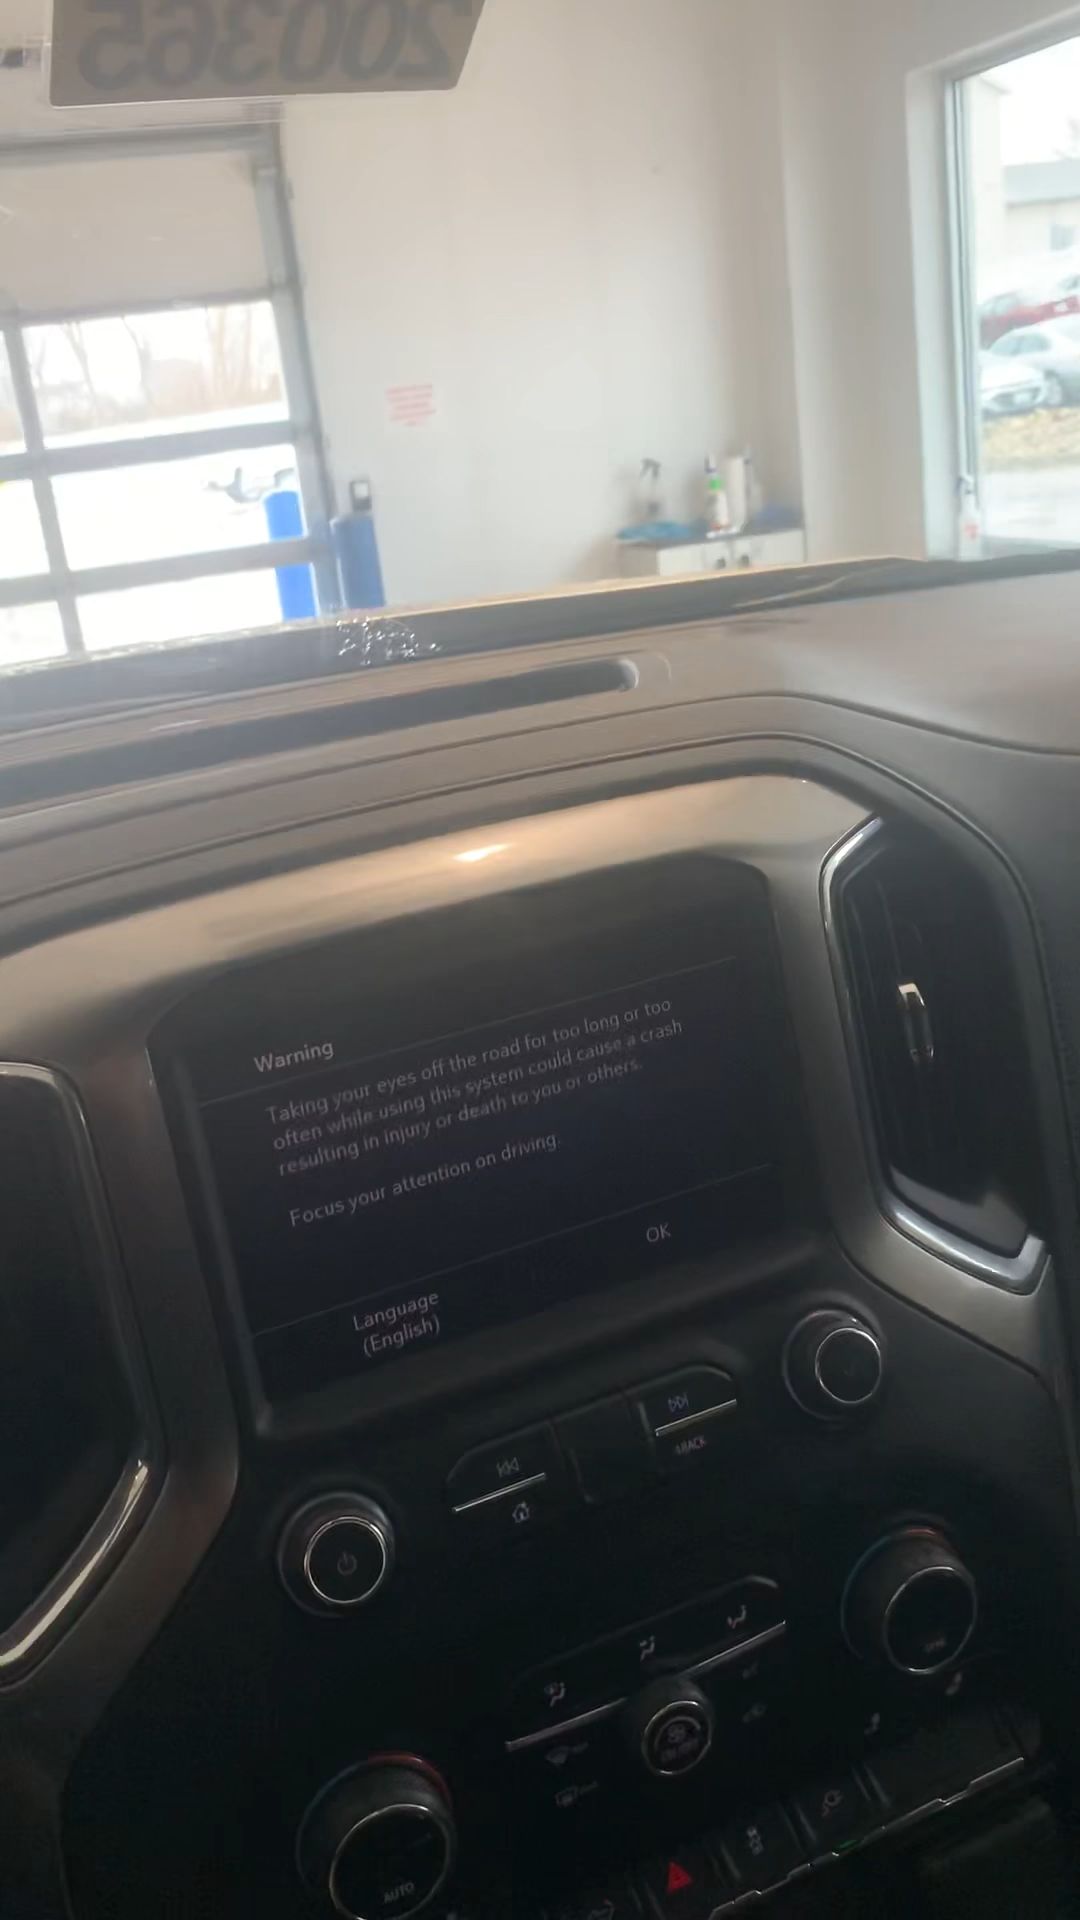 200365
Warning
Taking your eyes off the road for too long or too
often while using this system could cause a crash
resulting in injury or death to you or others.
Focus your attention on driving.
OK
Language
(English)
BACK
AUTO